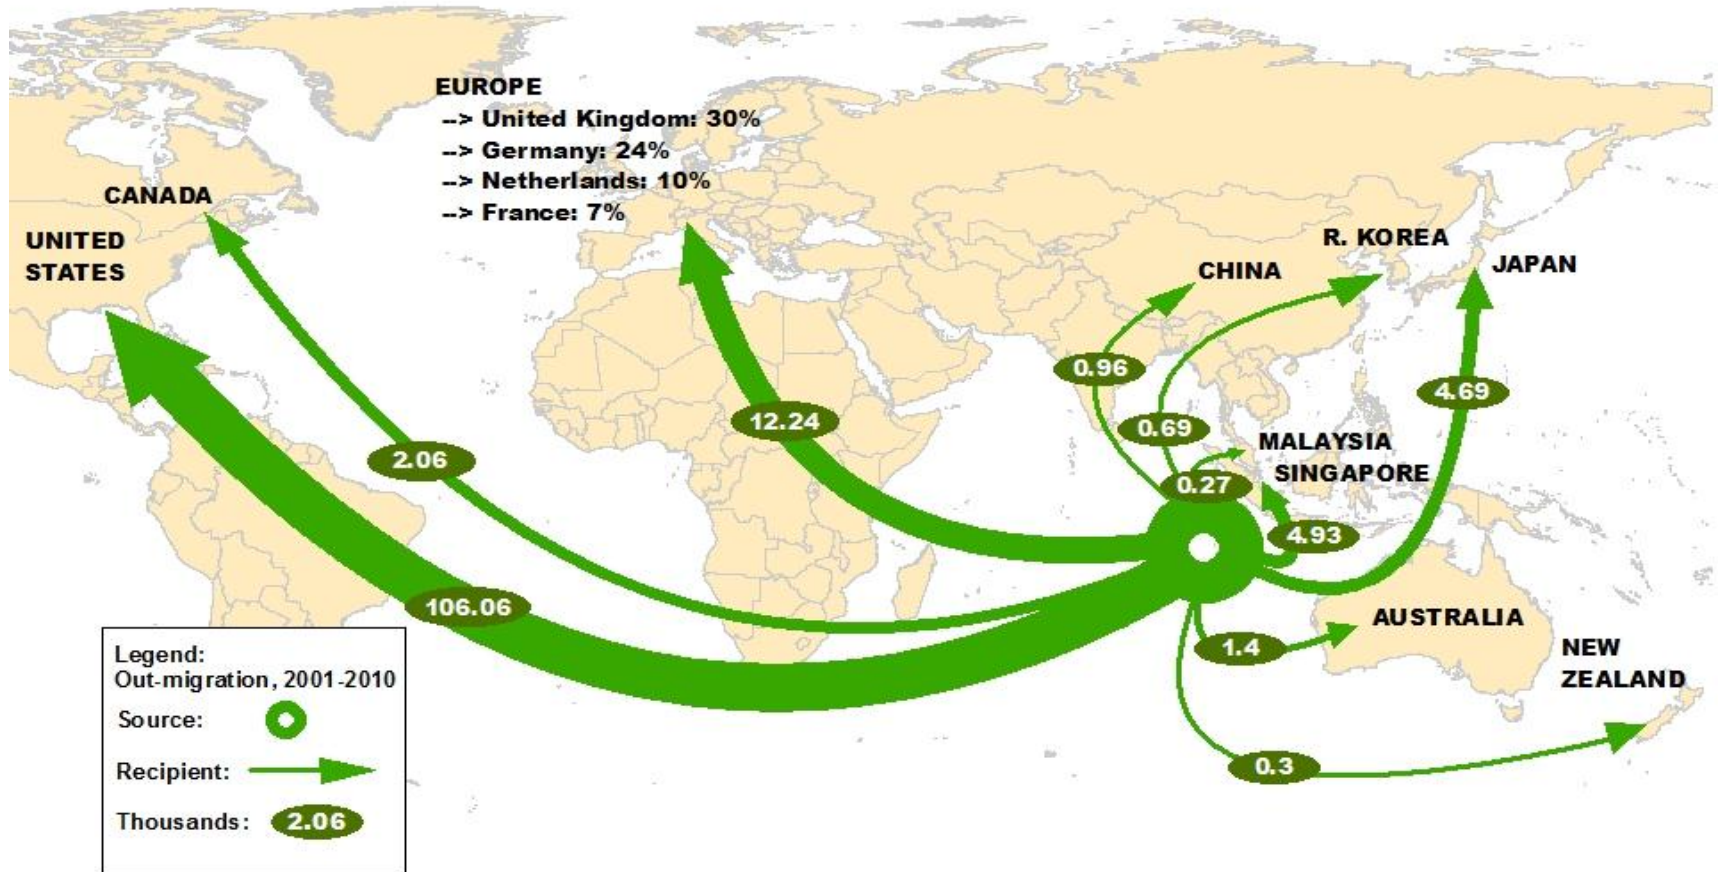 EUROPE
--> United Kingdom: 30%
--> Germany: 24%
--> Netherlands: 10%
--> France: 7%
CANADA
UNITED
STATES
R. KOREA
CHINA
JAPAN
0.96
4.69
12.24
0.69
2.06
MALAYSIA
SINGAPORE
0.27
4.93
106.06
AUSTRALIA
1.4
NEW
ZEALAND
0.3
Legend:
Out-migration, 2001-2010
Source:
Recipient:
Thousands: 2.06